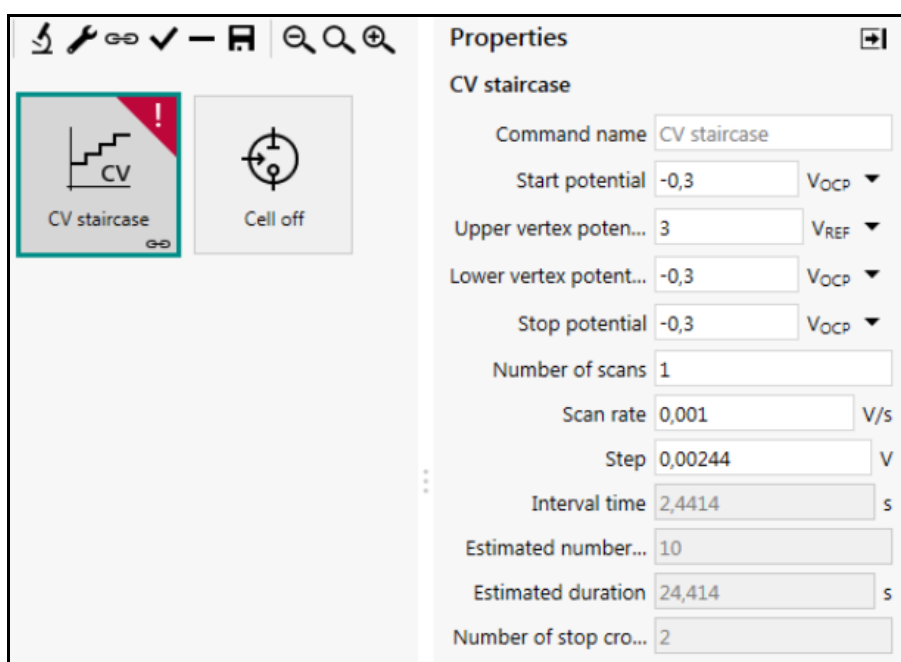 Properties
CV staircase
Command name CV staircase
Start potential -0,3 VOCP
Upper vertex poten... 3 VREF
Lower vertex potent... -0,3 VOCP
Stop potential -0,3 VOCP
Number of scans 1
Scan rate 0,001 V/s
Step 0,00244 V
Interval time 2,4414 s
Estimated number... 10
Estimated duration 24,414 s
Number of stop cro... 2
!
CV
CV staircase
Cell off